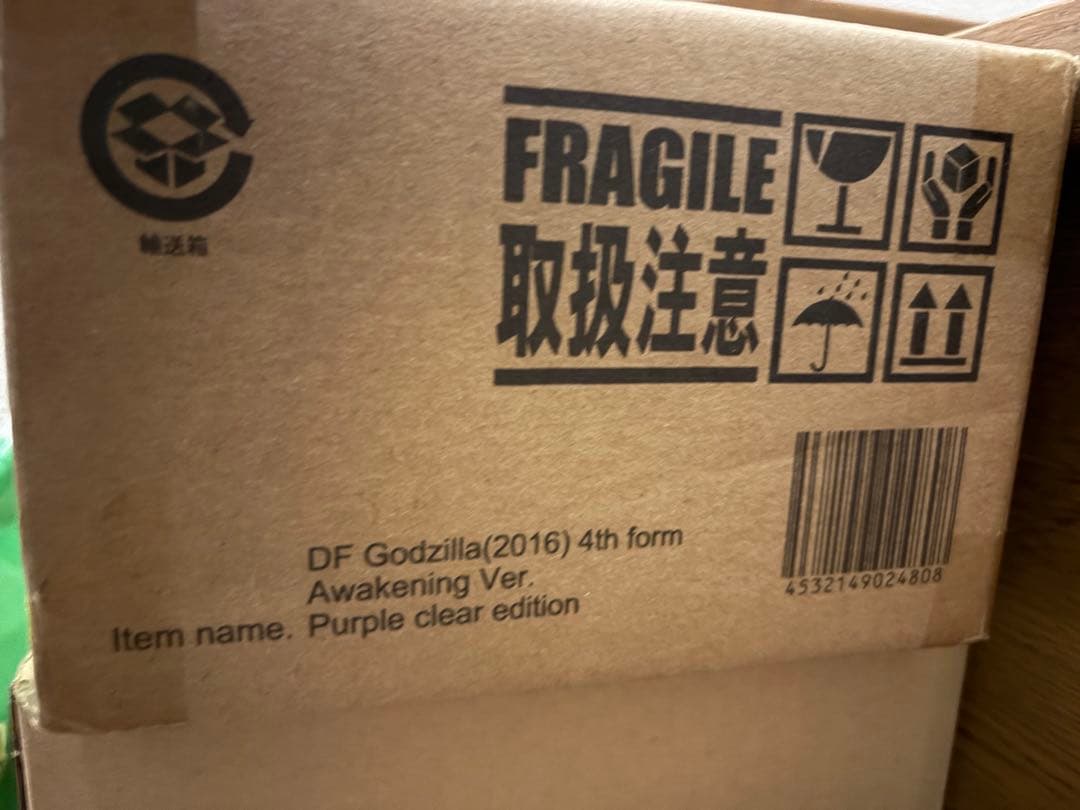 輸送箱
FRAGILE
取扱注意
DF Godzilla(2016) 4th form
Awakening Ver.
Item name. Purple clear edition
4532149024808